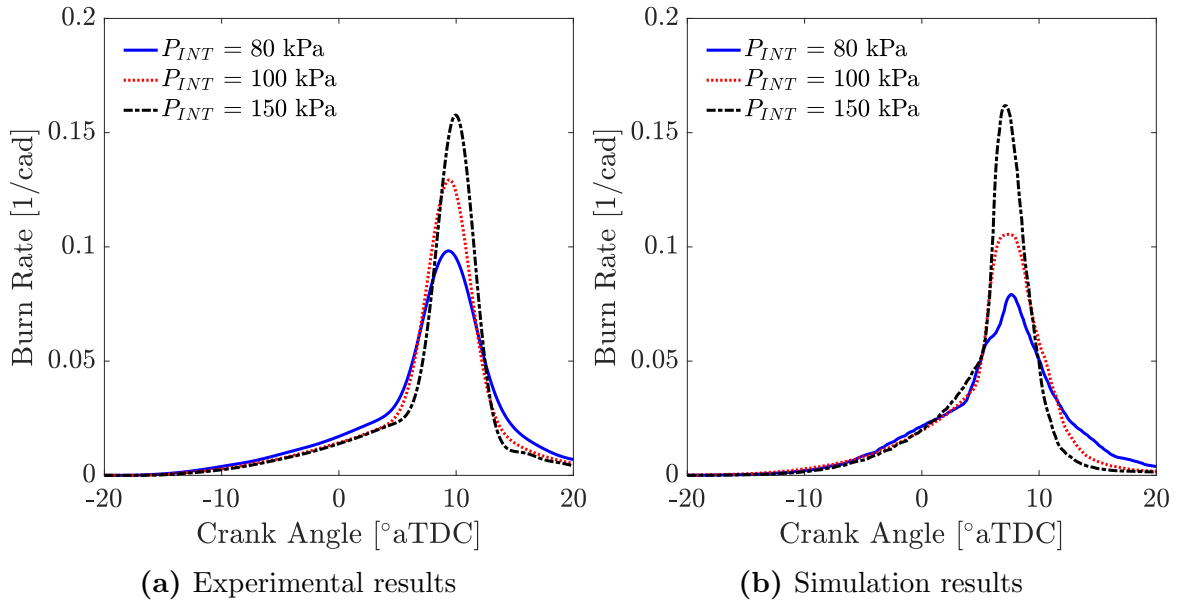 0.2
0.15
0.1
0.05
0
Burn Rate [1/cad]
P_INT = 80 kPa
P_INT = 100 kPa
P_INT = 150 kPa
-20 -10 0 10 20
Crank Angle [°aTDC]
(a) Experimental results
0.2
0.15
0.1
0.05
0
Burn Rate [1/cad]
P_INT = 80 kPa
P_INT = 100 kPa
P_INT = 150 kPa
-20 -10 0 10 20
Crank Angle [°aTDC]
(b) Simulation results